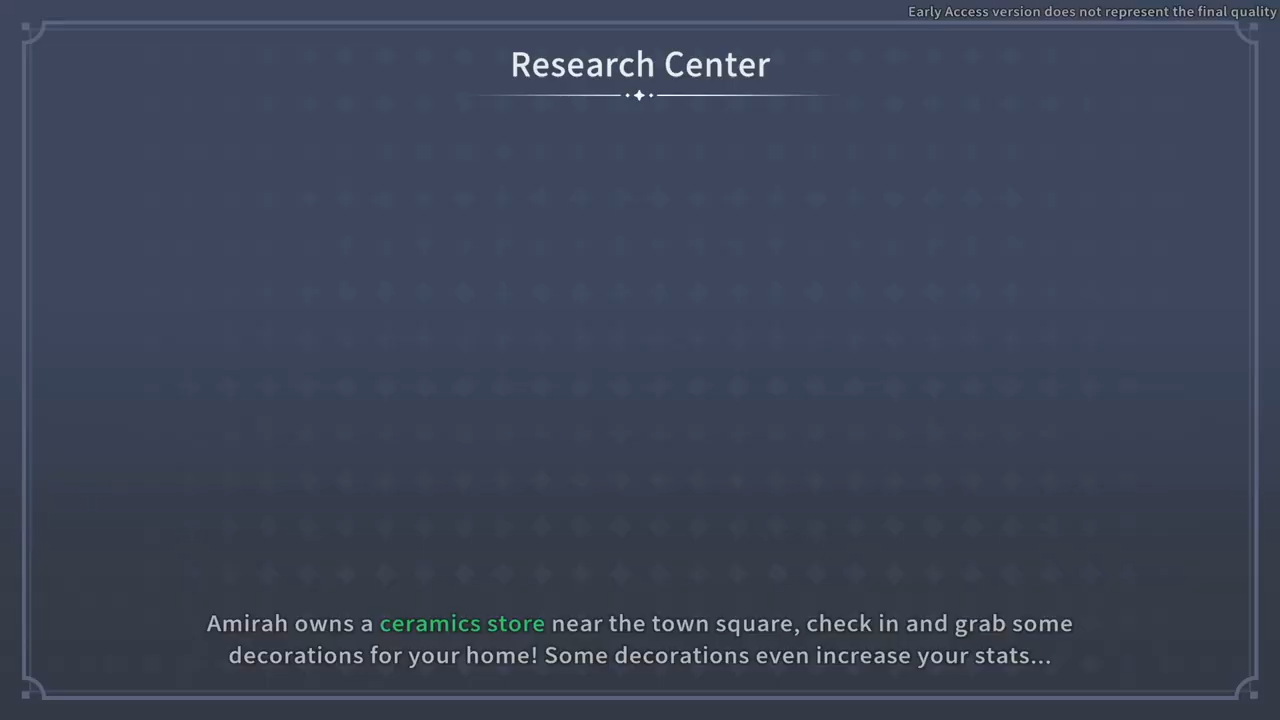 Early Access version does not represent the final quality
Research Center
Amirah owns a ceramics store near the town square, check in and grab some
decorations for your home! Some decorations even increase your stats...